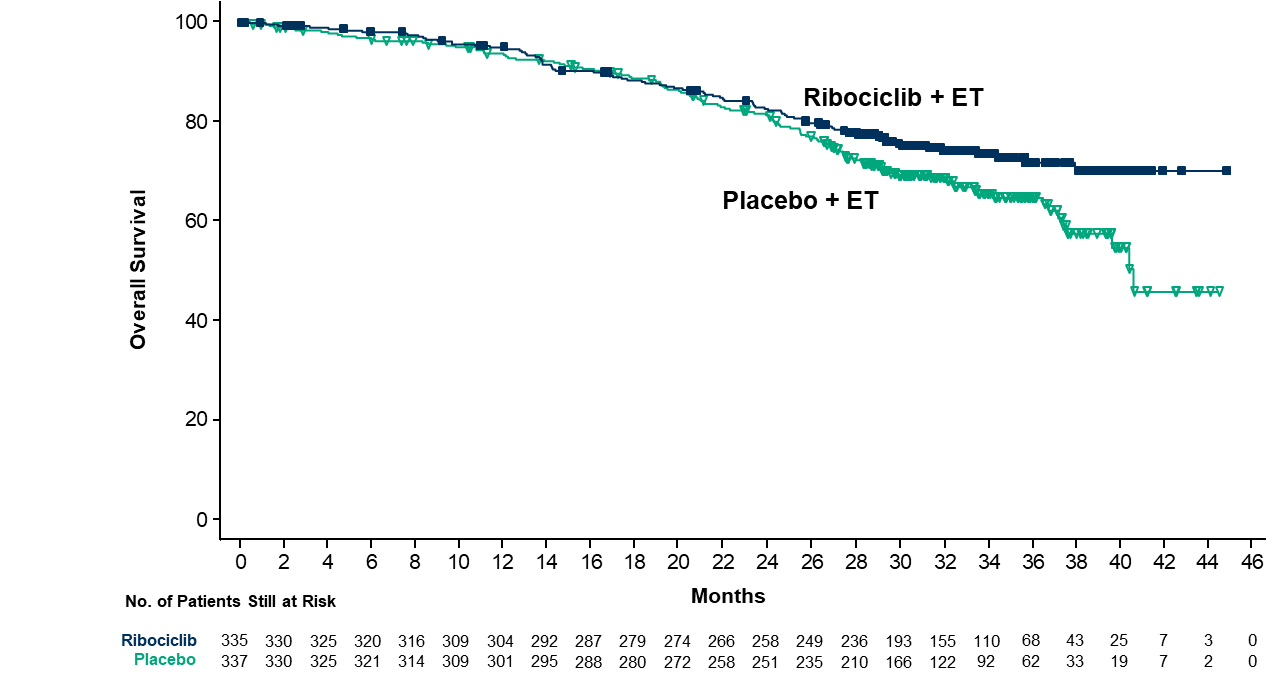 100
80
60
40
20
0
Overall Survival
Ribociclib + ET
Placebo + ET
0 2 4 6 8 10 12 14 16 18 20 22 24 26 28 30 32 34 36 38 40 42 44 46
Months
No. of Patients Still at Risk
Ribociclib 335 330 325 320 316 309 304 292 287 279 274 266 258 249 236 193 155 110 68 43 25 7 3 0
Placebo 337 330 325 321 314 309 301 295 288 280 272 258 251 235 210 166 122 92 62 33 19 7 2 0